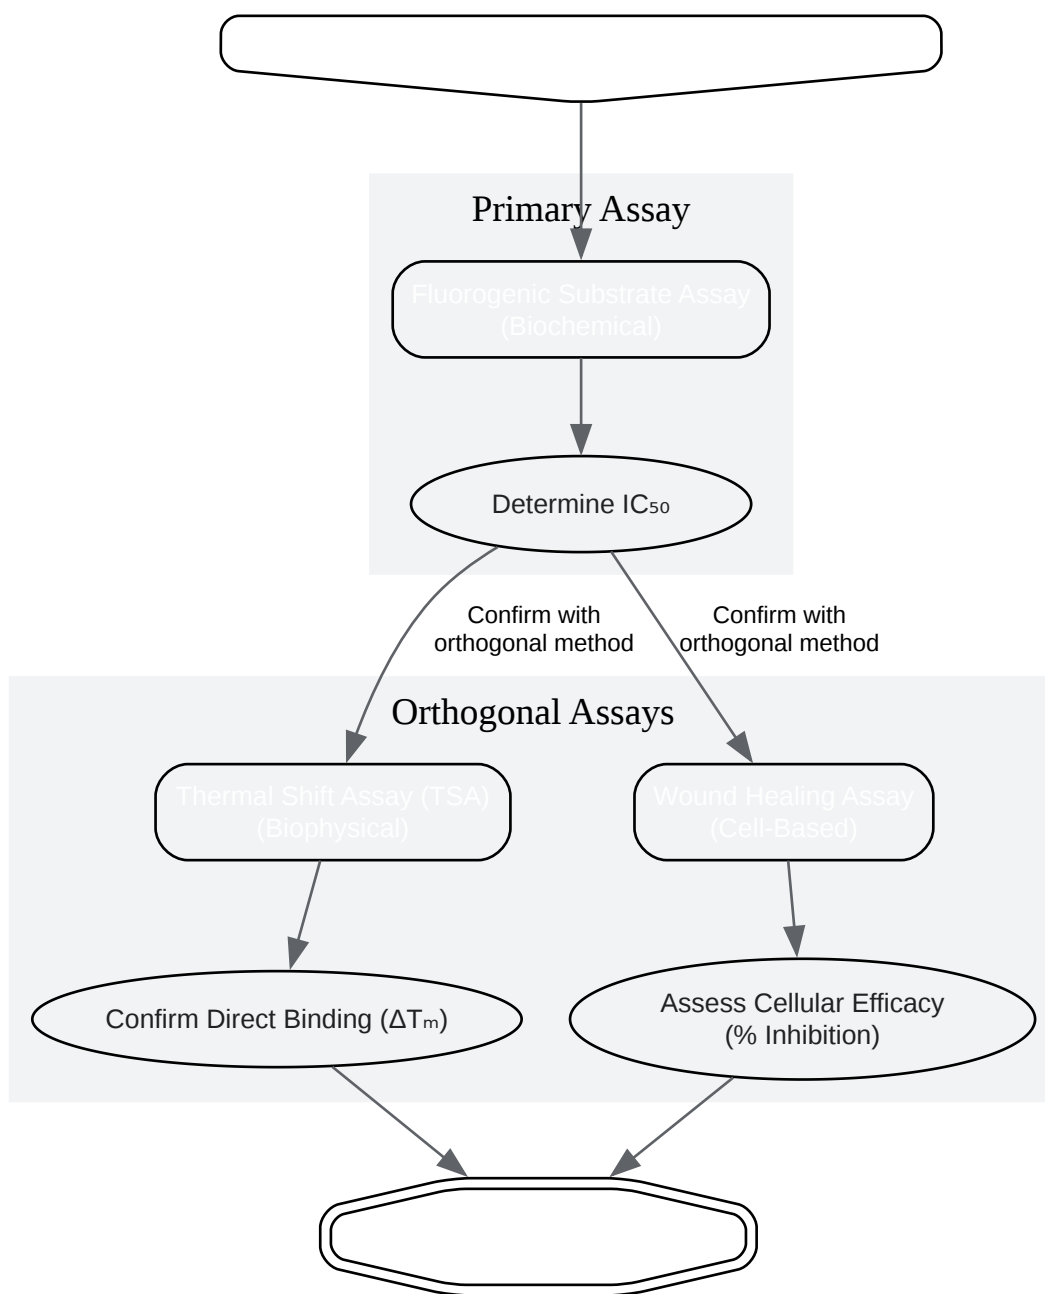 Primary Assay
Fluorogenic Substrate Assay
(Biochemical)
Determine IC₅₀
Confirm with
orthogonal method
Confirm with
orthogonal method
Orthogonal Assays
Thermal Shift Assay (TSA)
(Biophysical)
Wound Healing Assay
(Cell-Based)
Confirm Direct Binding (ΔTₘ)
Assess Cellular Efficacy
(% Inhibition)